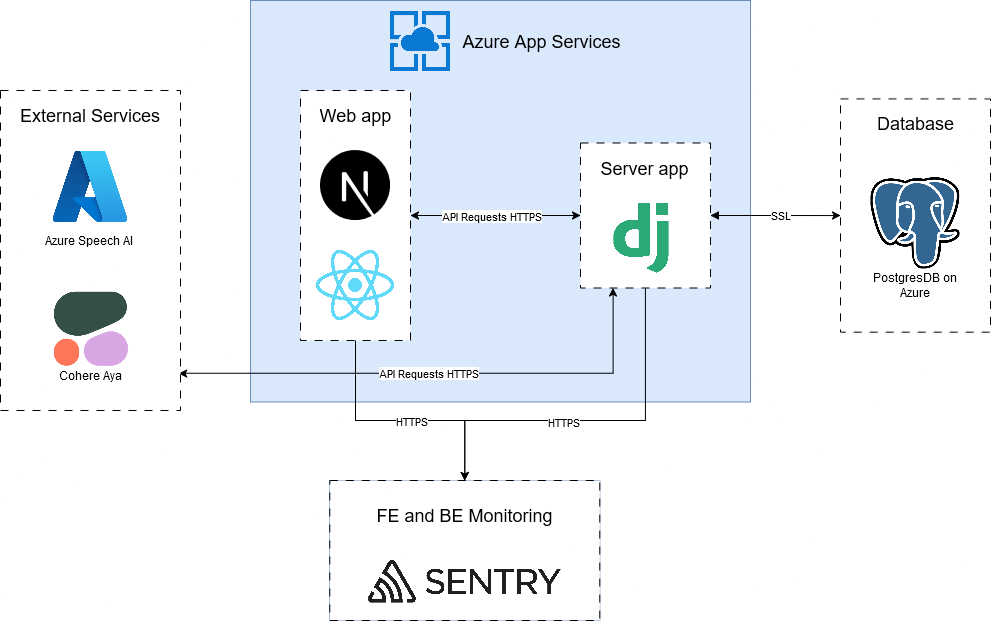 Azure App Services
External Services
Azure Speech AI
Cohere Aya
Web app
N
API Requests HTTPS
Server app
dj
SSL
Database
PostgresDB on
Azure
API Requests HTTPS
HTTPS
HTTPS
FE and BE Monitoring
SENTRY